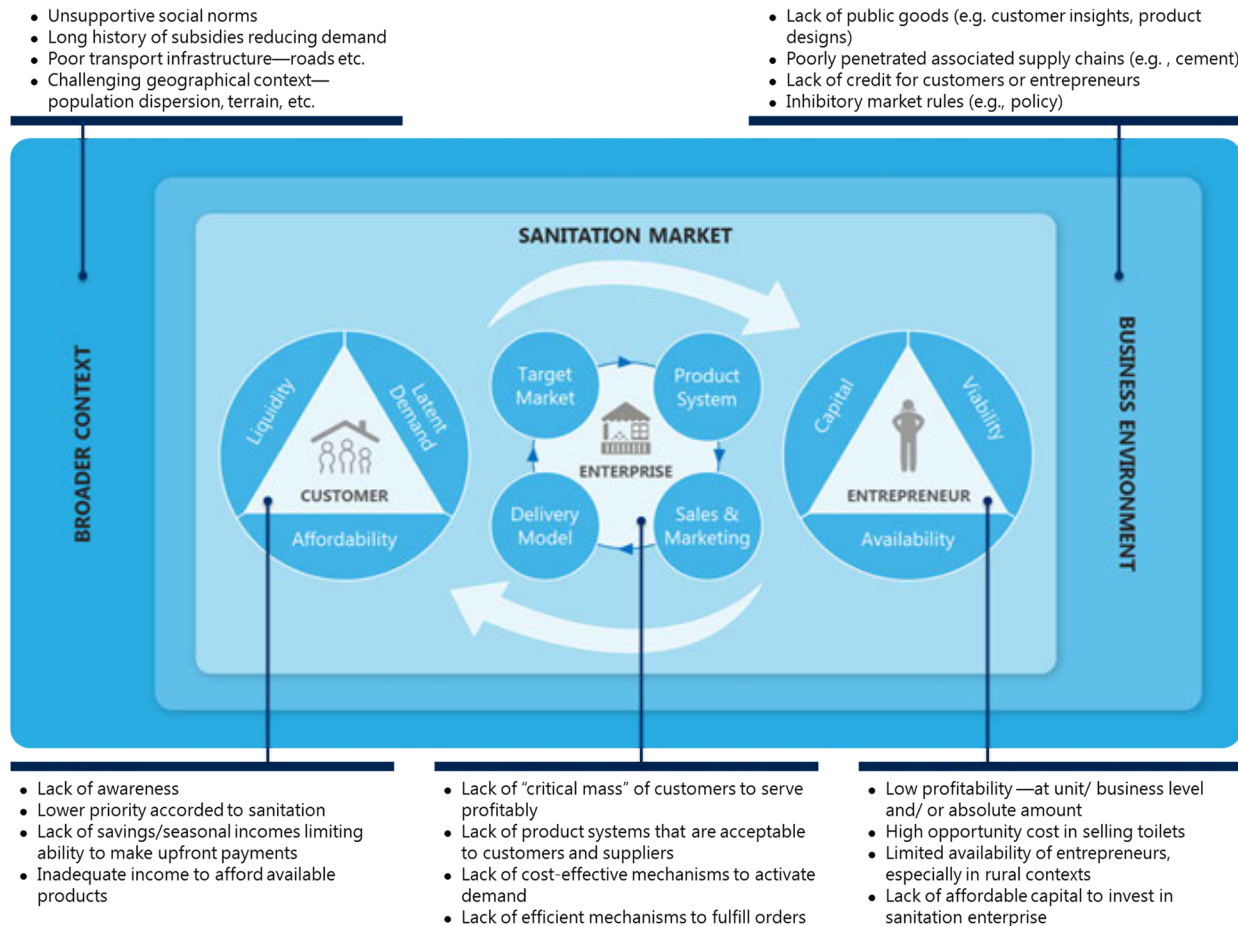 • Unsupportive social norms
• Long history of subsidies reducing demand
• Poor transport infrastructure—roads etc.
• Challenging geographical context—
population dispersion, terrain, etc.
• Lack of public goods (e.g. customer insights, product
designs)
• Poorly penetrated associated supply chains (e.g. , cement)
• Lack of credit for customers or entrepreneurs
• Inhibitory market rules (e.g., policy)
BROADER CONTEXT
SANITATION MARKET
Liquidity
Latent
Demand
CUSTOMER
Affordability
Target
Market
Product
System
ENTERPRISE
Delivery
Model
Sales &
Marketing
Capital
Viability
ENTREPRENEUR
Availability
BUSINESS ENVIRONMENT
• Lack of awareness
• Lower priority accorded to sanitation
• Lack of savings/seasonal incomes limiting
ability to make upfront payments
• Inadequate income to afford available
products
• Lack of “critical mass” of customers to serve
profitably
• Lack of product systems that are acceptable
to customers and suppliers
• Lack of cost-effective mechanisms to activate
demand
• Lack of efficient mechanisms to fulfill orders
• Low profitability —at unit/ business level
and/ or absolute amount
• High opportunity cost in selling toilets
• Limited availability of entrepreneurs,
especially in rural contexts
• Lack of affordable capital to invest in
sanitation enterprise